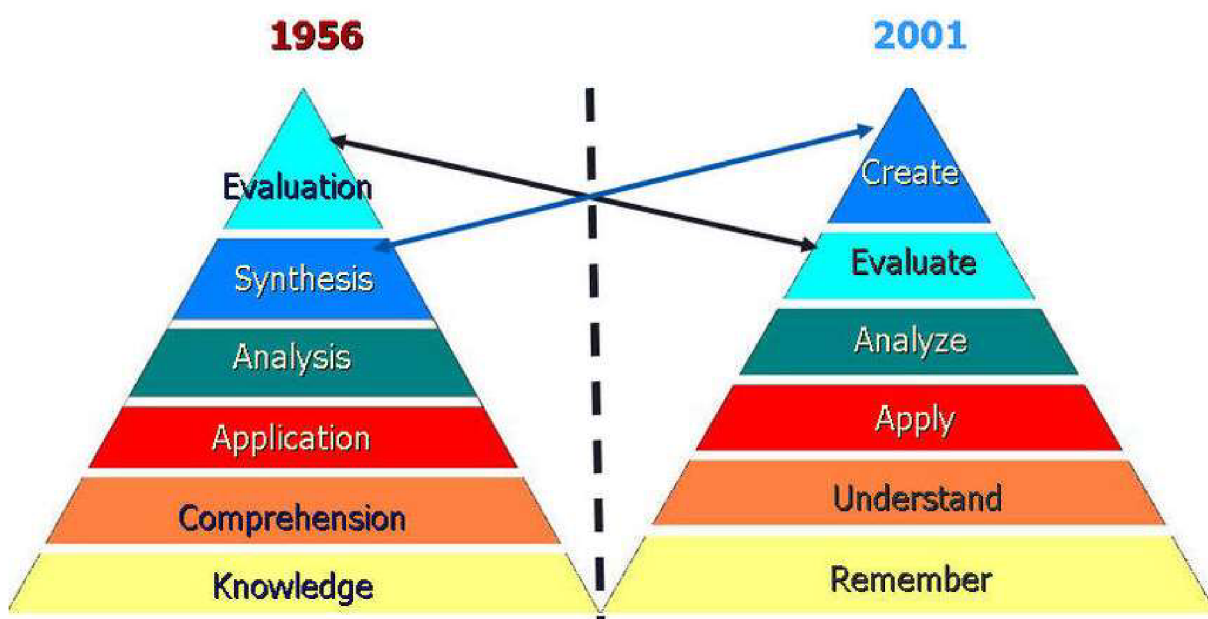 1956
Evaluation
Synthesis
Analysis
Application
Comprehension
Knowledge
2001
Create
Evaluate
Analyze
Apply
Understand
Remember